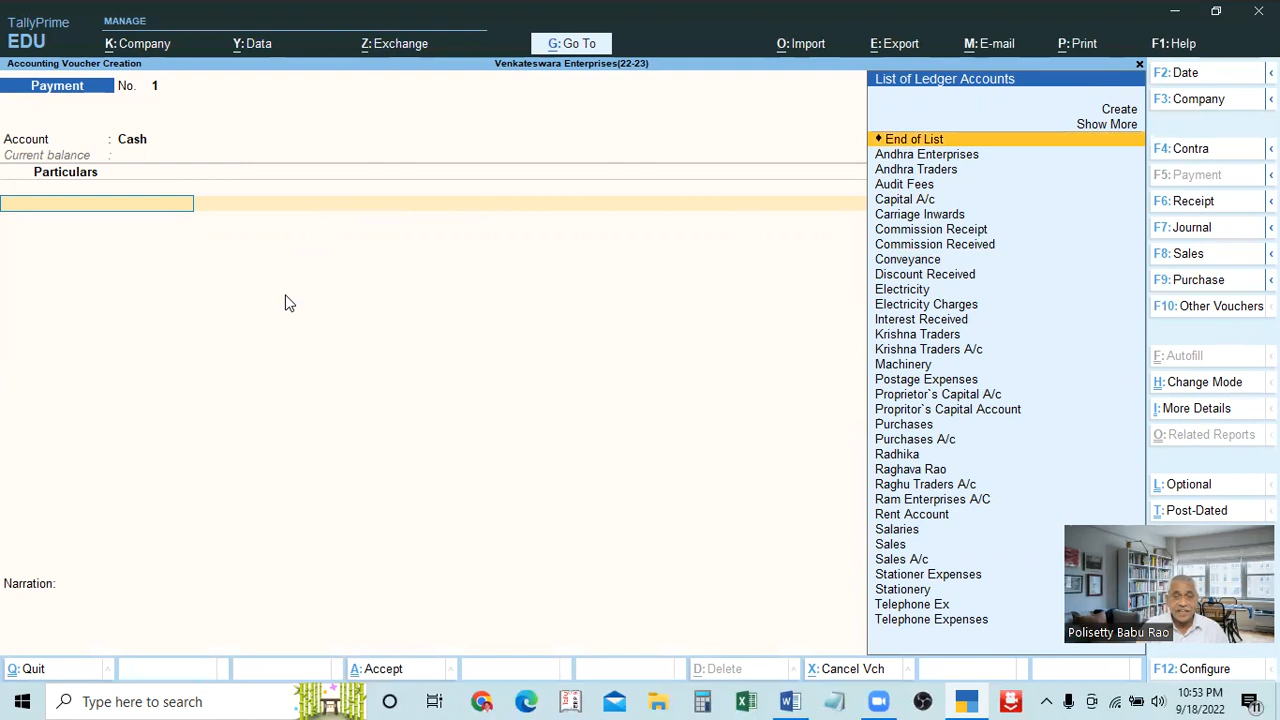 TallyPrime
EDU
MANAGE
K: Company
Y: Data
Z: Exchange
G: Go To
O: Import
E: Export
M: E-mail
P: Print
F1: Help
Accounting Voucher Creation
Venkateswara Enterprises(22-23)
Payment No. 1
Account : Cash
Current balance :
Particulars
Narration:
List of Ledger Accounts
Create
Show More
End of List
Andhra Enterprises
Andhra Traders
Audit Fees
Capital A/c
Carriage Inwards
Commission Receipt
Commission Received
Conveyance
Discount Received
Electricity
Electricity Charges
Interest Received
Krishna Traders
Krishna Traders A/c
Machinery
Postage Expenses
Proprietor`s Capital A/c
Propritor`s Capital Account
Purchases
Purchases A/c
Radhika
Raghava Rao
Raghu Traders A/c
Ram Enterprises A/C
Rent Account
Salaries
Sales
Sales A/c
Stationer Expenses
Stationery
Telephone Ex
Telephone Expenses
F2: Date
F3: Company
F4: Contra
F5: Payment
F6: Receipt
F7: Journal
F8: Sales
F9: Purchase
F10: Other Vouchers
F: Autofill
H: Change Mode
I: More Details
O: Related Reports
L: Optional
T: Post-Dated
Polisetty Babu Rao
Q: Quit
A: Accept
D: Delete
X: Cancel Vch
F12: Configure
Type here to search
10:53 PM
9/18/2022
11